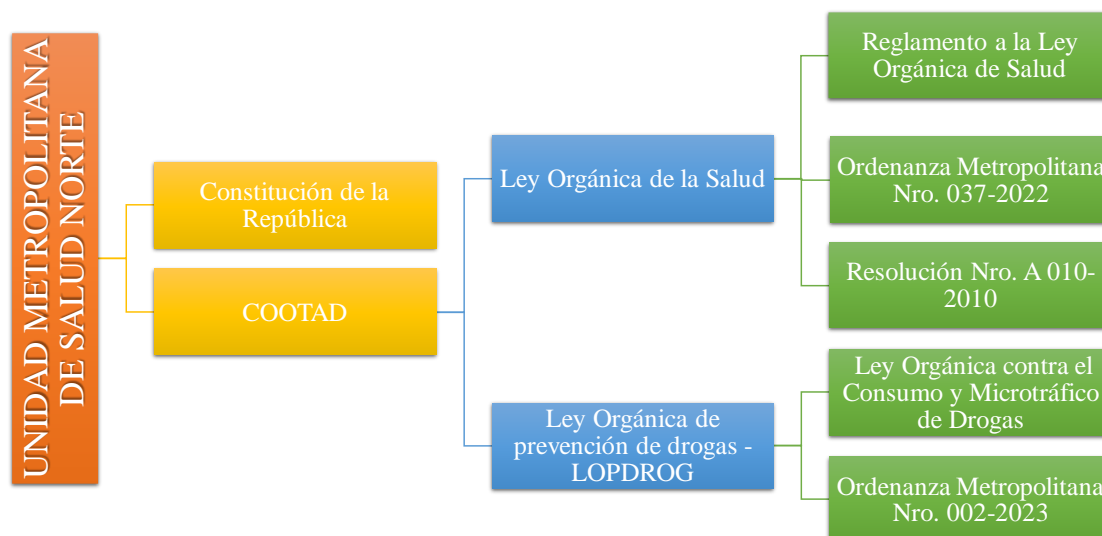 UNIDAD METROPOLITANA
DE SALUD NORTE
Constitución de la
República
COOTAD
Ley Orgánica de la Salud
Reglamento a la Ley
Orgánica de Salud
Ordenanza Metropolitana
Nro. 037-2022
Resolución Nro. A 010-
2010
Ley Orgánica de
prevención de drogas -
LOPDROG
Ley Orgánica contra el
Consumo y Microtráfico
de Drogas
Ordenanza Metropolitana
Nro. 002-2023